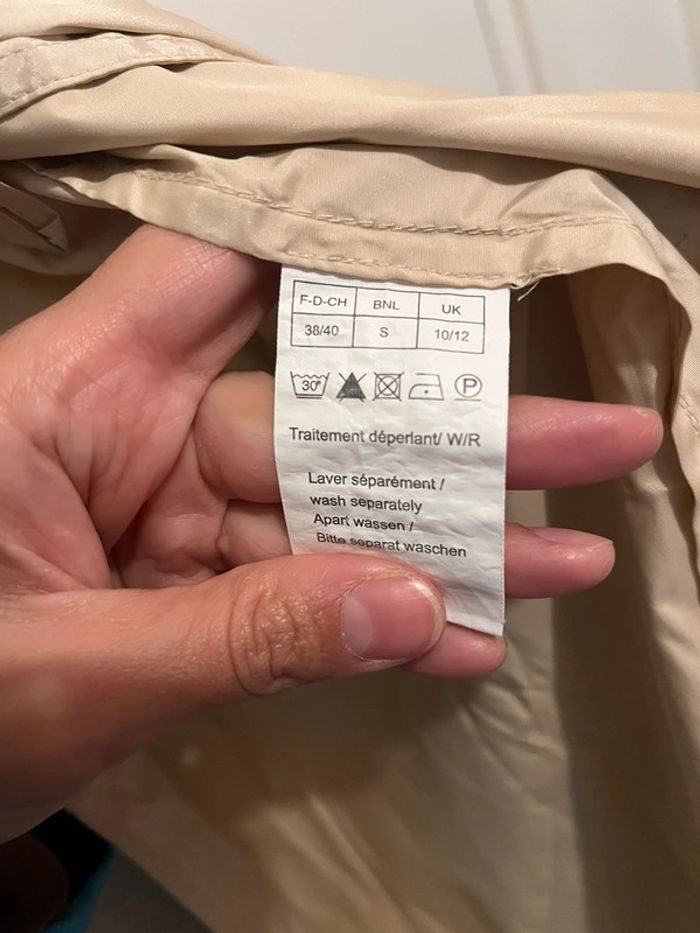 F-D-CH BNL UK
38/40 S 10/12
30° P
Traitement déperlant/ W/R
Laver séparément /
wash separately
Apart wassen /
Bitte separat waschen